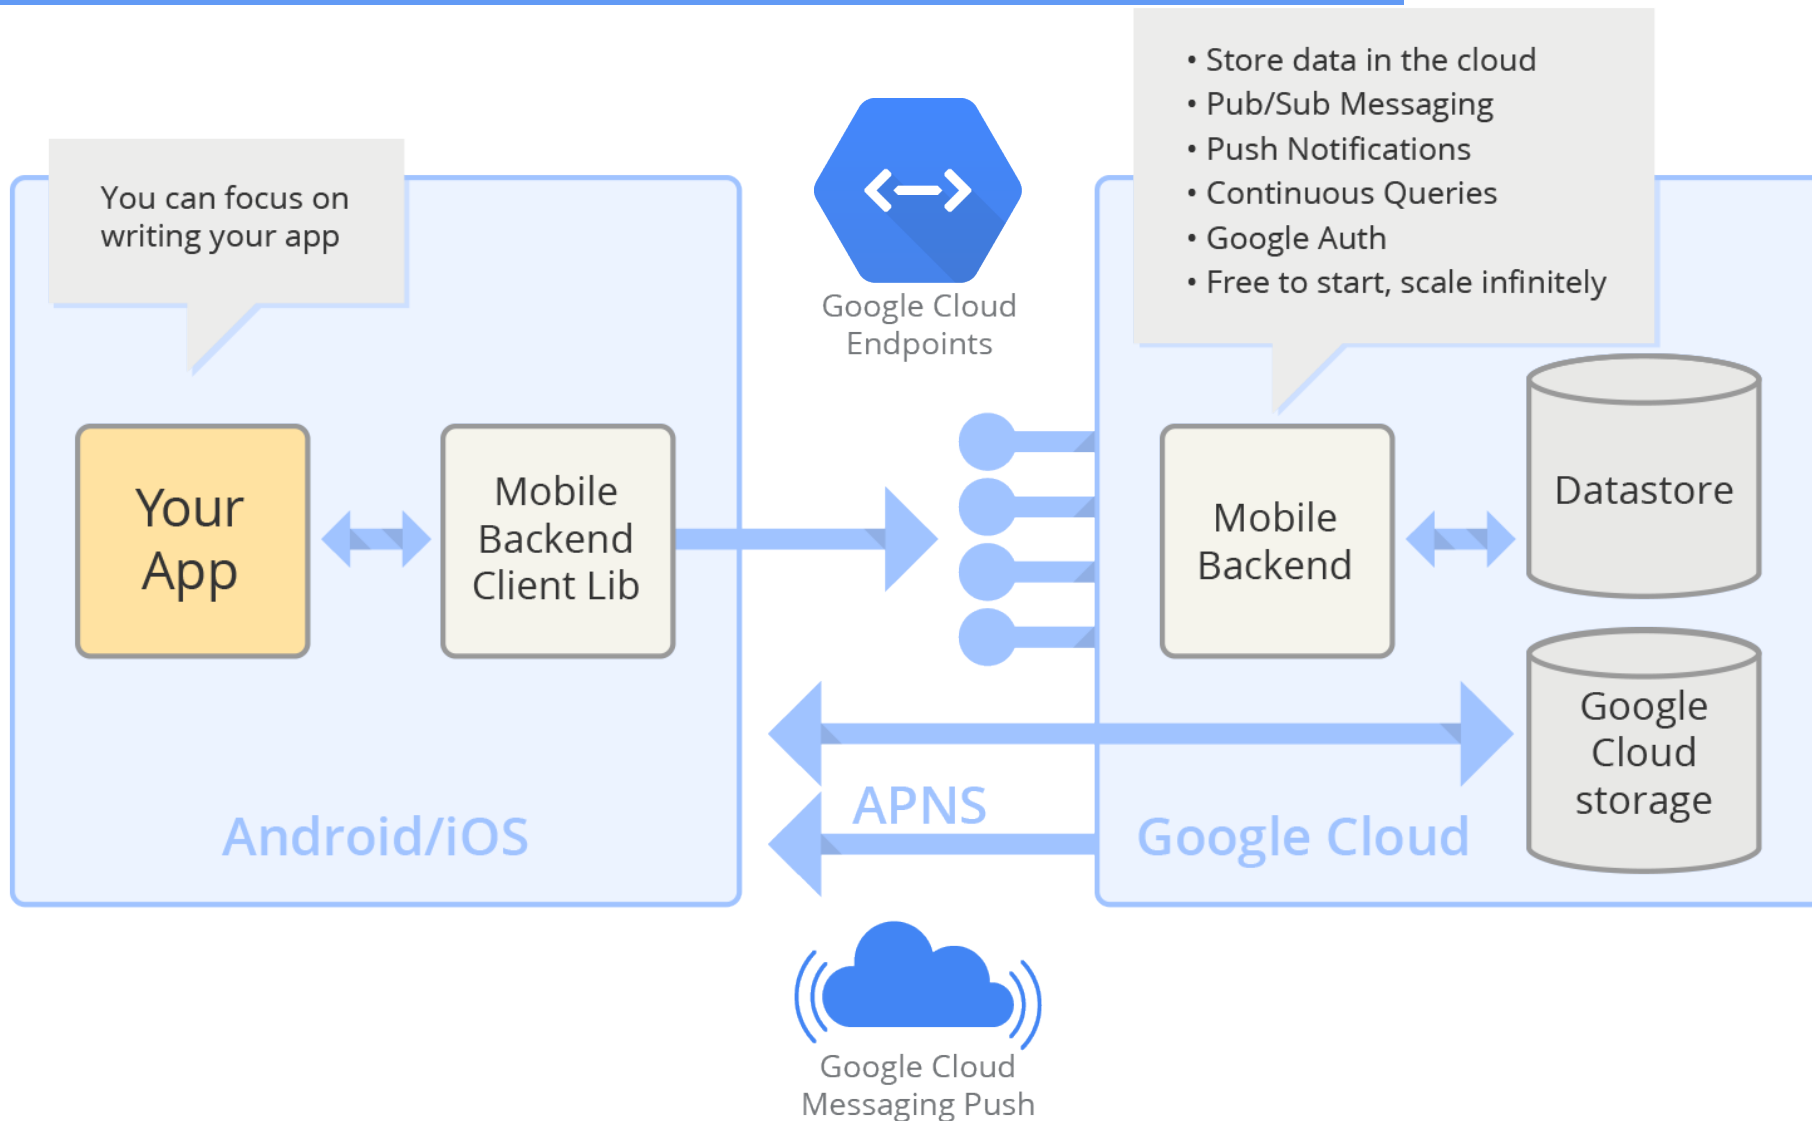 • Store data in the cloud
• Pub/Sub Messaging
• Push Notifications
• Continuous Queries
• Google Auth
• Free to start, scale infinitely
You can focus on
writing your app
Google Cloud
Endpoints
Your
App
Mobile
Backend
Client Lib
Mobile
Backend
Datastore
Google
Cloud
storage
APNS
Android/iOS
Google Cloud
Google Cloud
Messaging Push